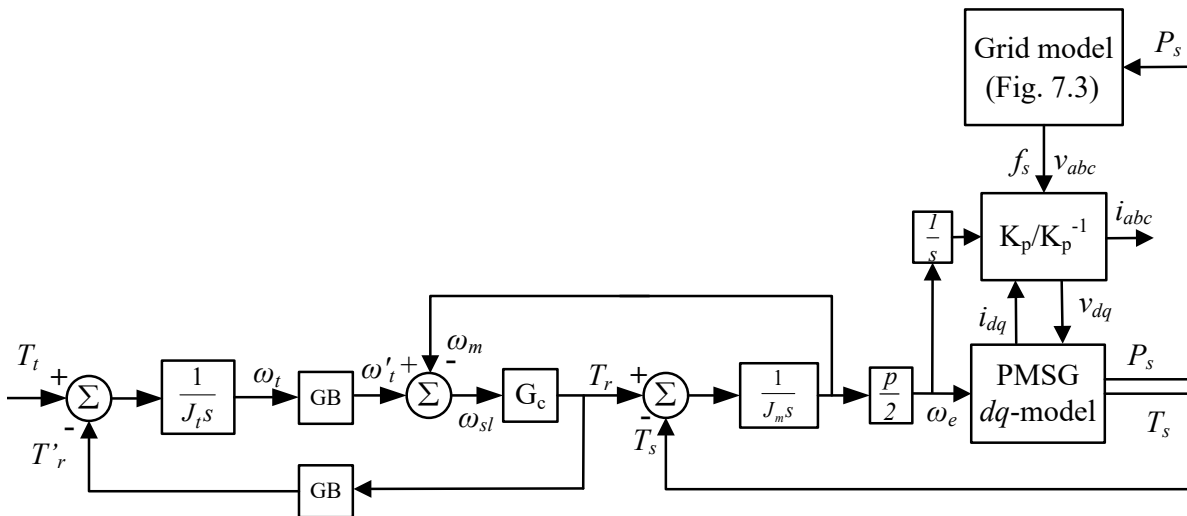 Grid model
(Fig. 7.3)
P_s
f_s v_abc
K_p/K_p^-1
i_abc
1
s
i_dq
v_dq
T_t
+
Σ
-
T'_r
1
J_t s
ω_t
GB
ω'_t
+
-
ω_m
Σ
ω_sl
G_c
T_r
+
Σ
-
T_s
1
J_m s
p
2
ω_e
PMSG
dq-model
P_s
T_s
GB